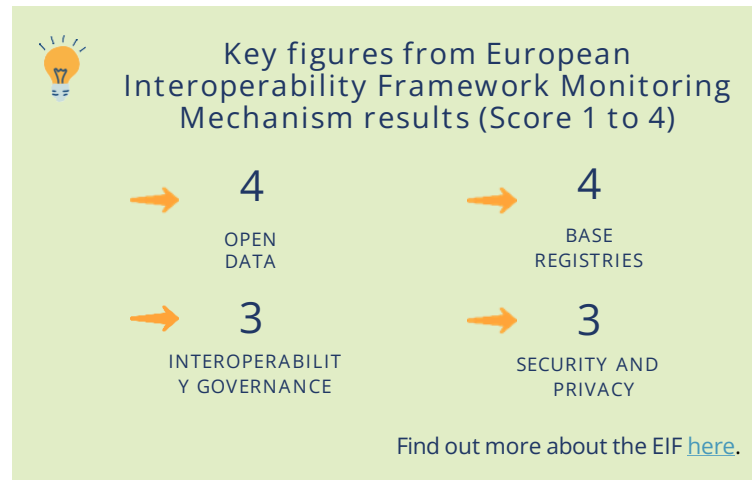 Key figures from European
Interoperability Framework Monitoring
Mechanism results (Score 1 to 4)
4
OPEN
DATA
4
BASE
REGISTRIES
3
INTEROPERABILIT
Y GOVERNANCE
3
SECURITY AND
PRIVACY
Find out more about the EIF here.